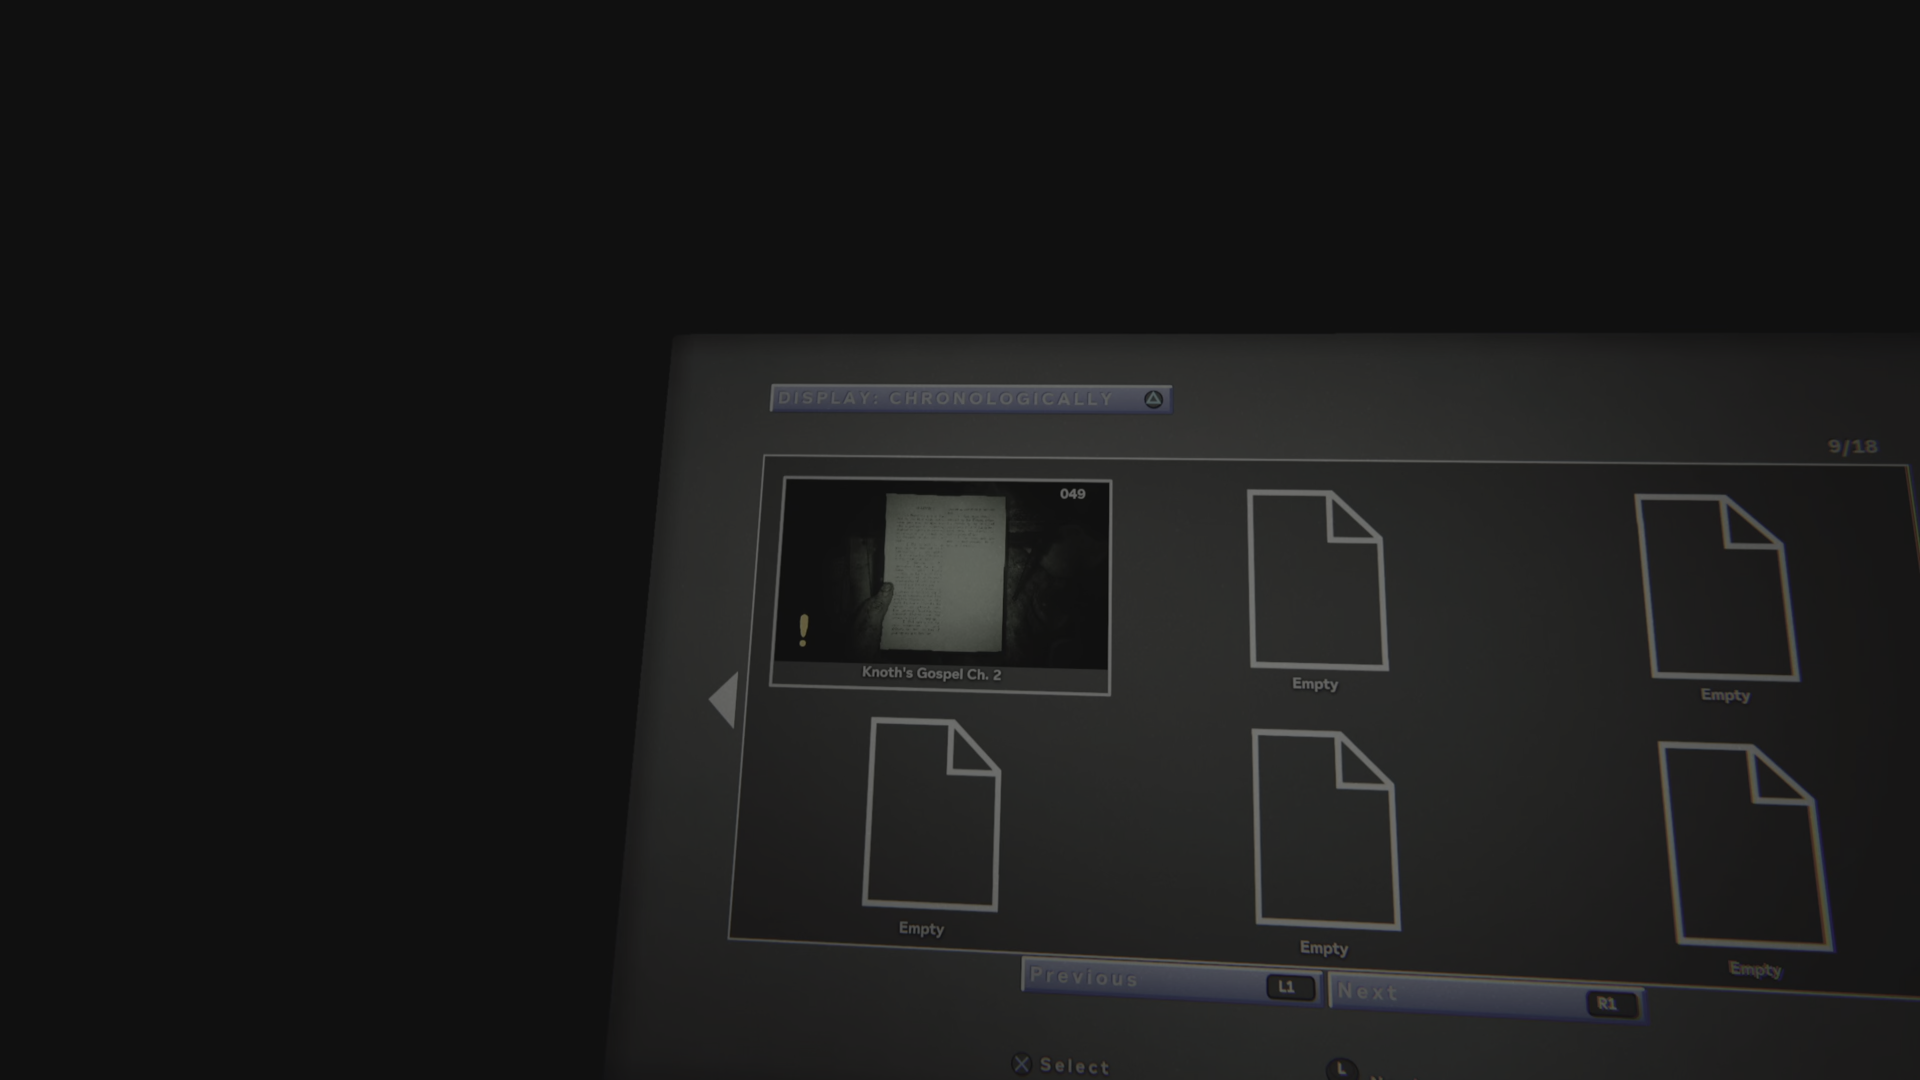 DISPLAY: CHRONOLOGICALLY
9/18
049
Knoth's Gospel Ch. 2
Empty
Empty
Empty
Empty
Empty
Previous L1
Next R1
Select
L